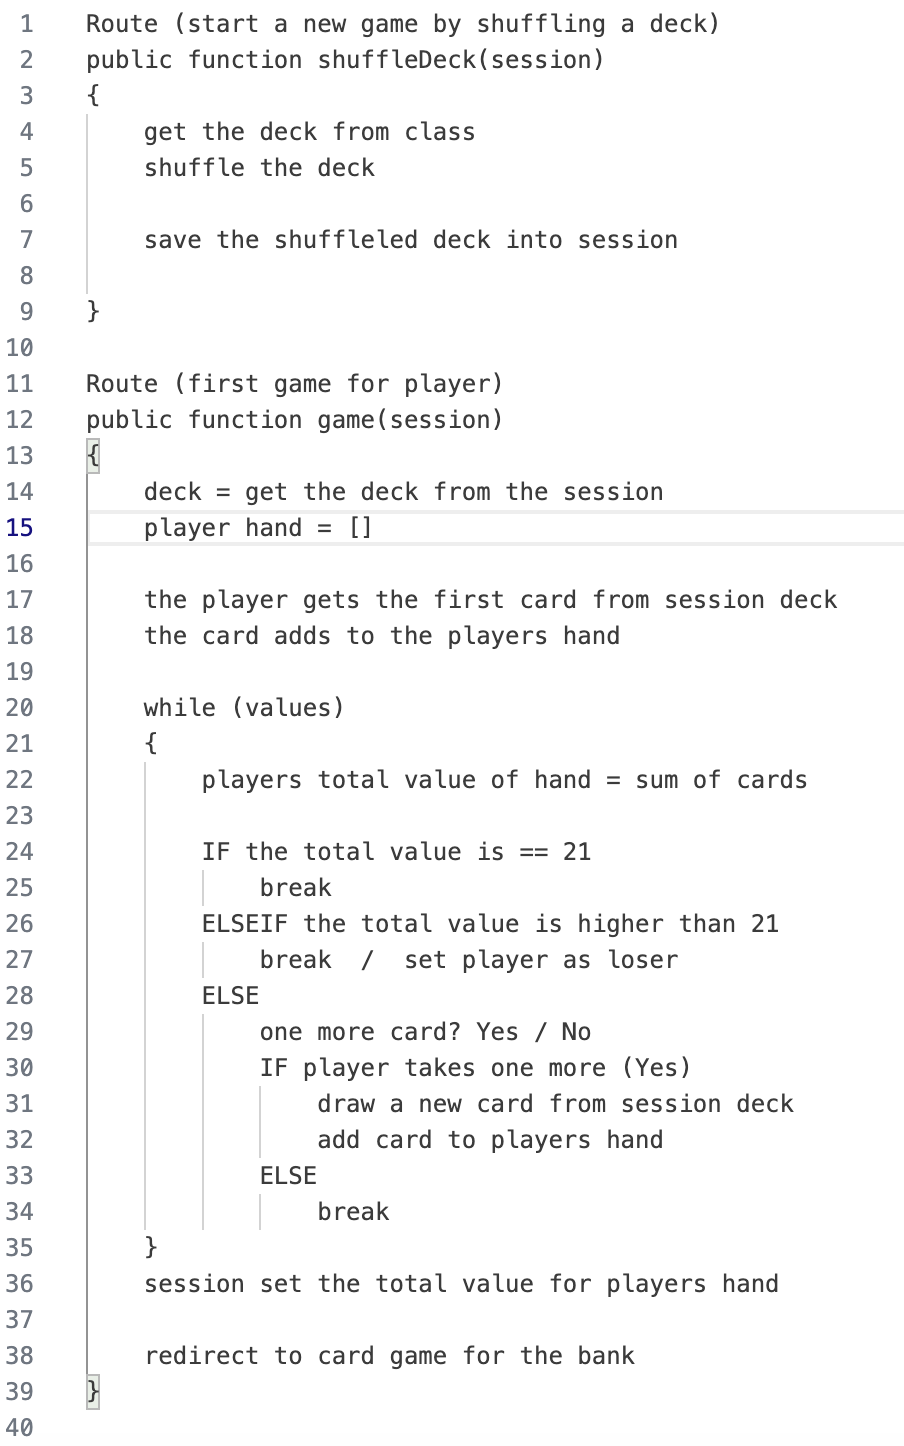 1 Route (start a new game by shuffling a deck)
2 public function shuffleDeck(session)
3 {
4 get the deck from class
5 shuffle the deck
6
7 save the shuffleled deck into session
8
9 }
10
11 Route (first game for player)
12 public function game(session)
13 {
14 deck = get the deck from the session
15 player hand = []
16
17 the player gets the first card from session deck
18 the card adds to the players hand
19
20 while (values)
21 {
22 players total value of hand = sum of cards
23
24 IF the total value is == 21
25 break
26 ELSEIF the total value is higher than 21
27 break / set player as loser
28 ELSE
29 one more card? Yes / No
30 IF player takes one more (Yes)
31 draw a new card from session deck
32 add card to players hand
33 ELSE
34 break
35 }
36 session set the total value for players hand
37
38 redirect to card game for the bank
39 }
40